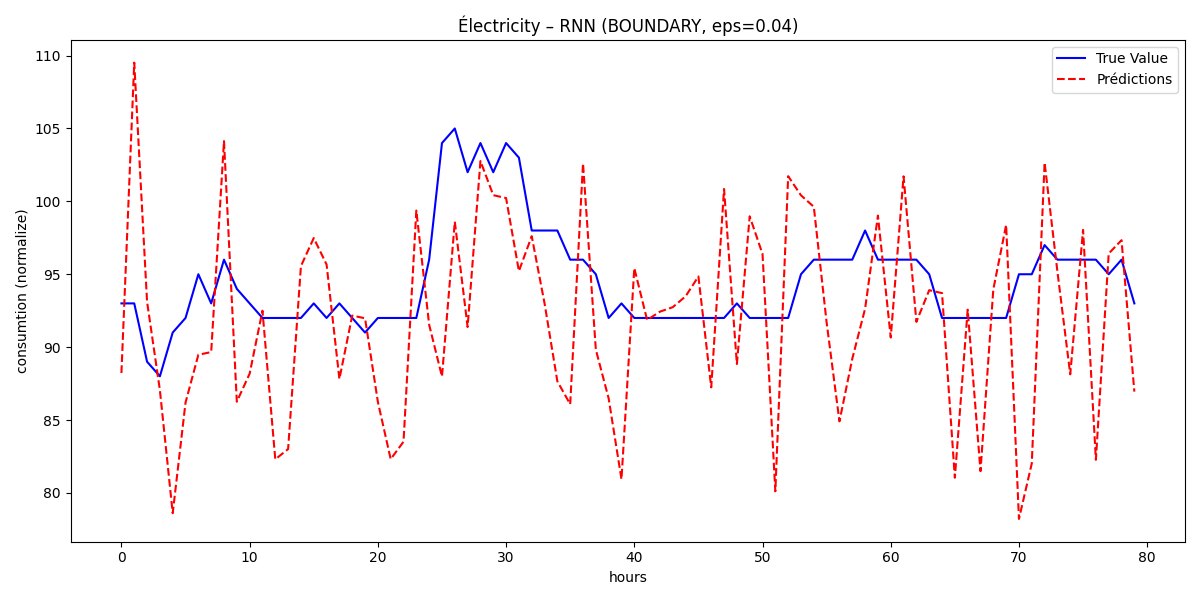 Électricity – RNN (BOUNDARY, eps=0.04)
True Value
Prédictions
consumtion (normalize)
110
105
100
95
90
85
80
0 10 20 30 40 50 60 70 80
hours